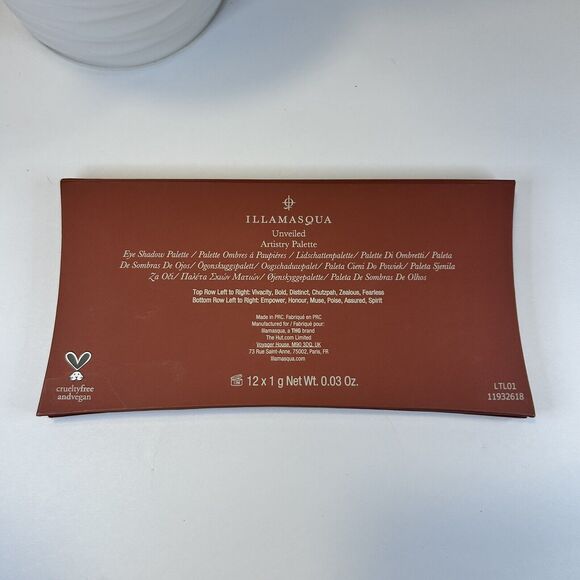 ILLAMASQUA
Unveiled
Artistry Palette
Eye Shadow Palette / Palette Ombres à Paupières / Lidschattenpalette/ Palette Di Ombretti/ Paleta
De Sombras De Ojos/ Ögonskuggspalett/ Oogschaduwpalet/ Paleta Cieni Do Powiek/ Paleta Sjenila
Za Oči/ Παλέτα Σκιών Ματιών/ Øjenskyggepalette/ Paleta De Sombras De Olhos
Top Row Left to Right: Vivacity, Bold, Distinct, Chutzpah, Zealous, Fearless
Bottom Row Left to Right: Empower, Honour, Muse, Poise, Assured, Spirit
Made in PRC. Fabriqué en PRC
Manufactured for / Fabriqué pour:
Illamasqua, a THG brand
The Hut.com Limited
Voyager House, M90 3DQ, UK
73 Rue Saint-Anne, 75002, Paris, FR
Illamasqua.com
12 x 1 g Net Wt. 0.03 Oz.
crueltyfree
andvegan
LTL01
11932618